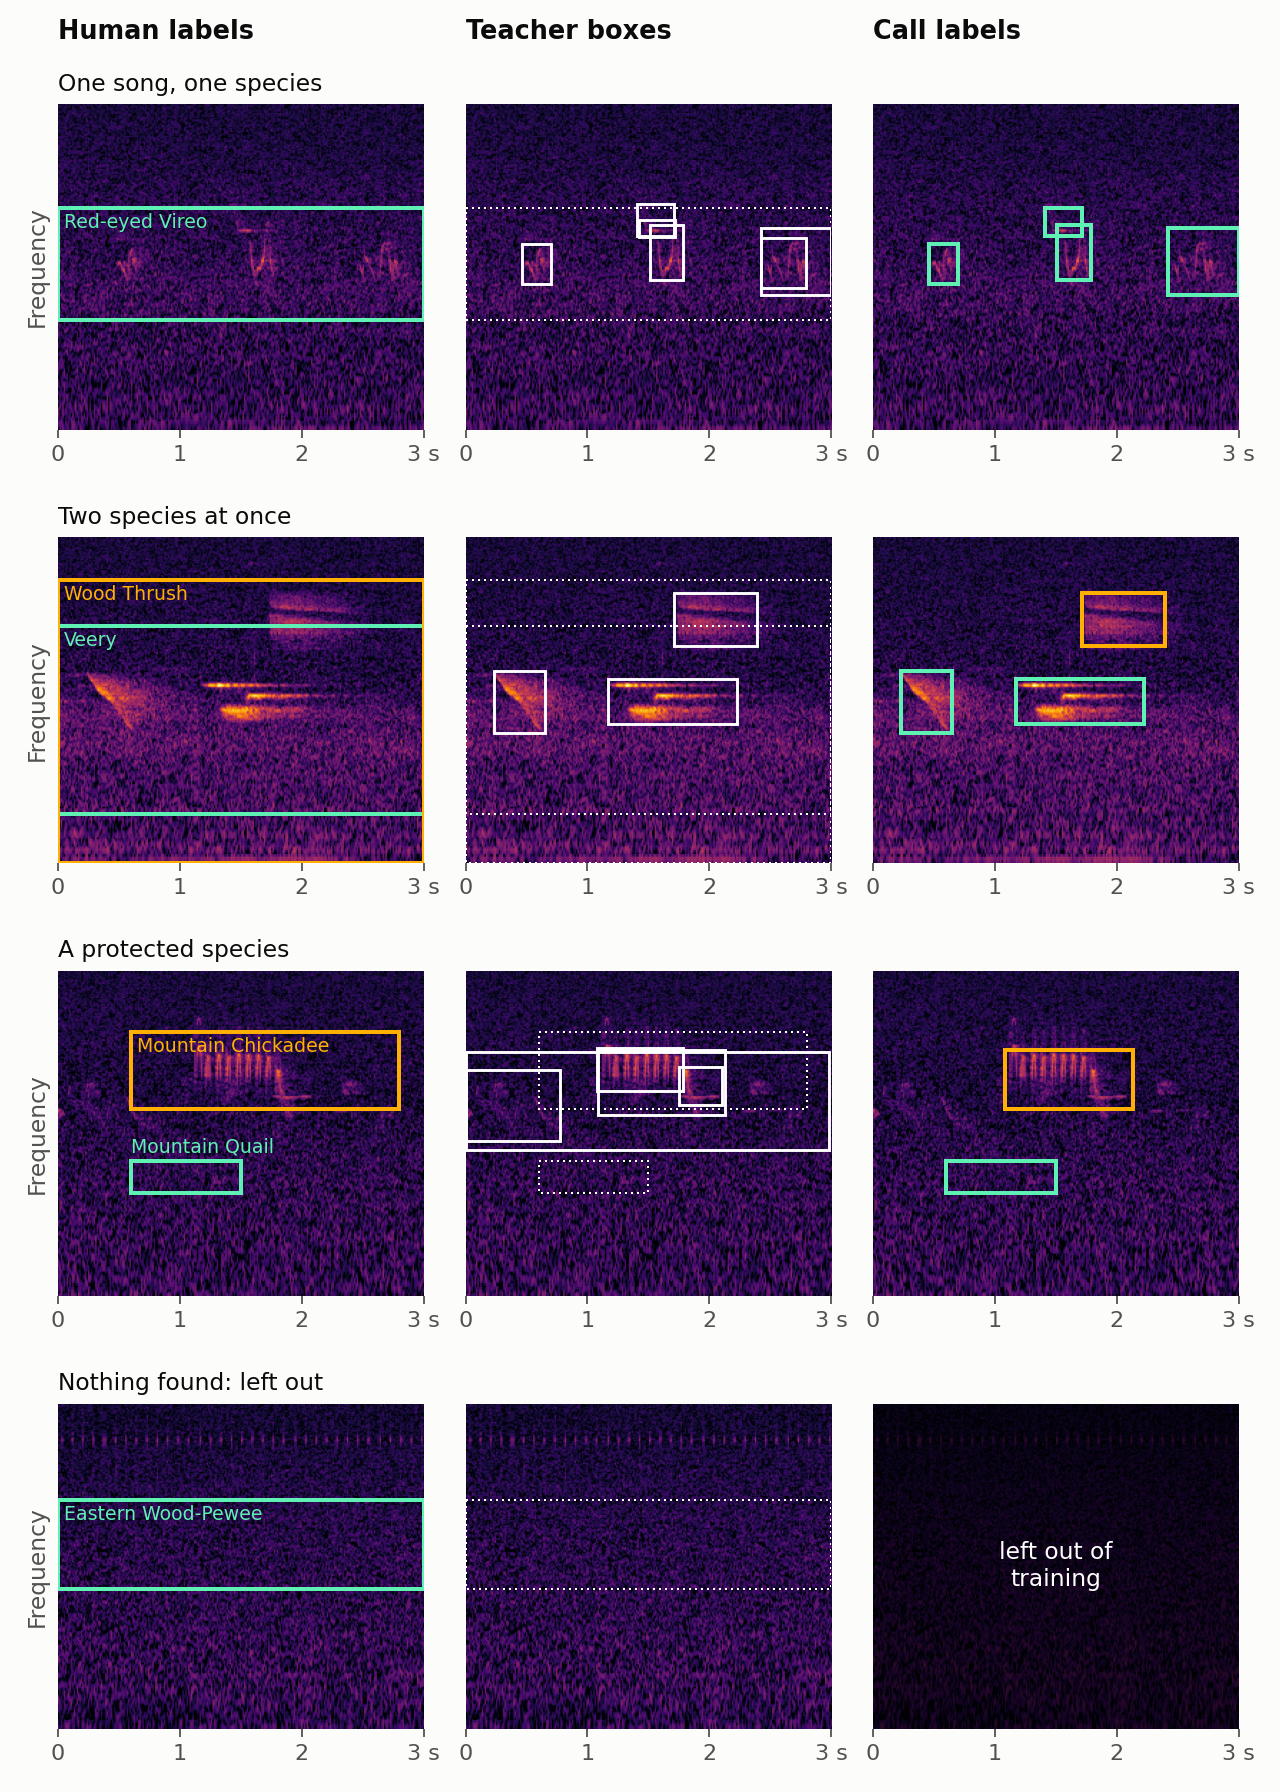 Human labels
Teacher boxes
Call labels
One song, one species
Frequency
Red-eyed Vireo
0 1 2 3 s
0 1 2 3 s
0 1 2 3 s
Two species at once
Frequency
Wood Thrush
Veery
0 1 2 3 s
0 1 2 3 s
0 1 2 3 s
A protected species
Frequency
Mountain Chickadee
Mountain Quail
0 1 2 3 s
0 1 2 3 s
0 1 2 3 s
Nothing found: left out
Frequency
Eastern Wood-Pewee
left out of
training
0 1 2 3 s
0 1 2 3 s
0 1 2 3 s